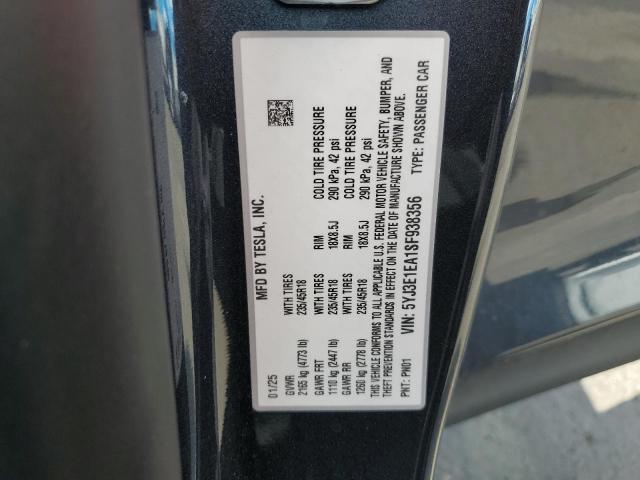 MFD BY TESLA, INC.
01/25
GVWR
2165 kg (4773 lb)
GAWR FRT WITH TIRES RIM COLD TIRE PRESSURE
1110 kg (2447 lb) 235/45R18 18X8.5J 290 kPa, 42 psi
GAWR RR WITH TIRES RIM COLD TIRE PRESSURE
1260 kg (2778 lb) 235/45R18 18X8.5J 290 kPa, 42 psi
THIS VEHICLE CONFORMS TO ALL APPLICABLE U.S. FEDERAL MOTOR VEHICLE SAFETY, BUMPER, AND
THEFT PREVENTION STANDARDS IN EFFECT ON THE DATE OF MANUFACTURE SHOWN ABOVE.
VIN: 5YJ3E1EA1SF938356
PNT: PN01 TYPE: PASSENGER CAR